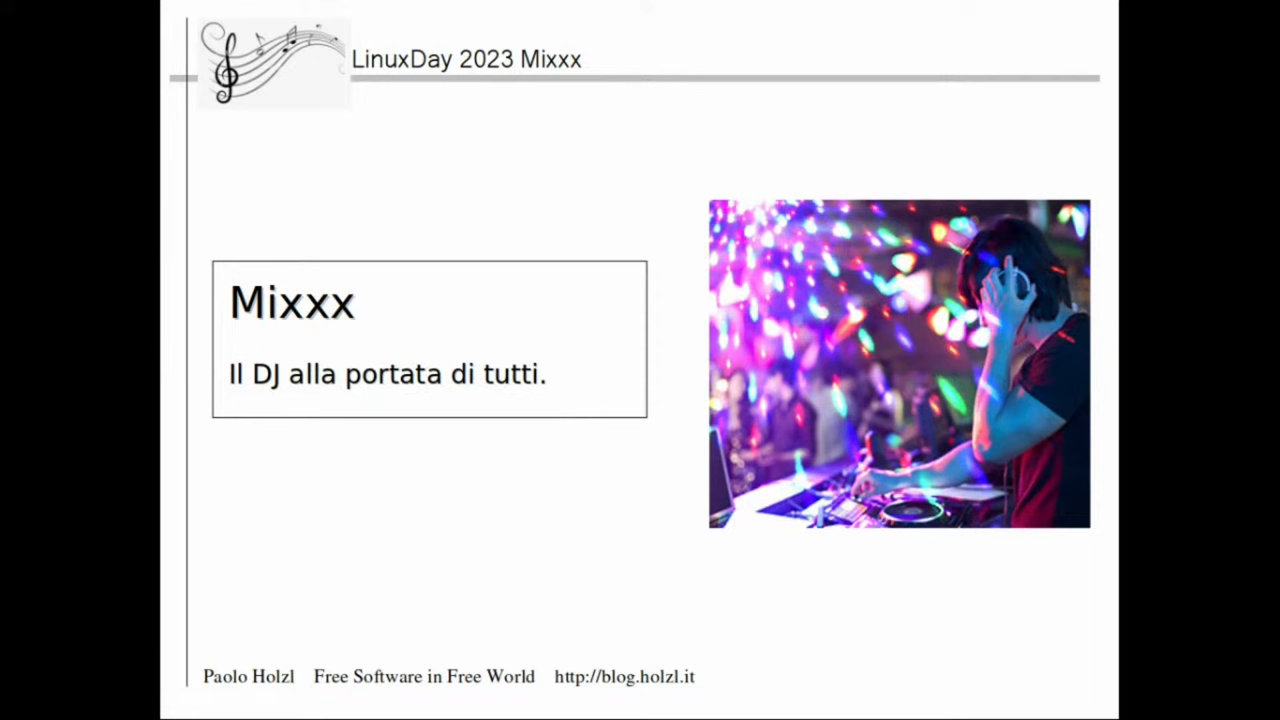 LinuxDay 2023 Mixxx
Mixxx
Il DJ alla portata di tutti.
Paolo Holzl Free Software in Free World http://blog.holzl.it